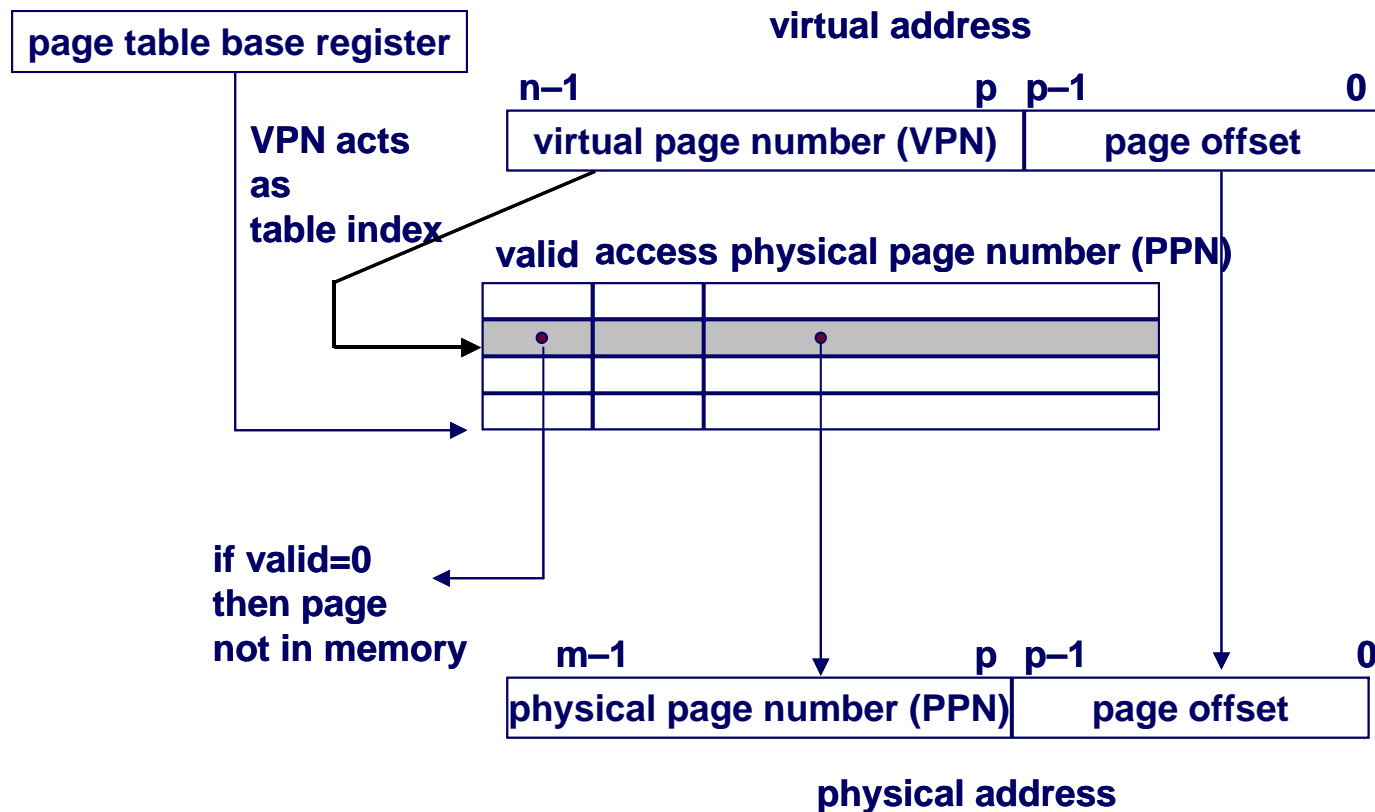 page table base register
virtual address
n–1 p p–1 0
virtual page number (VPN) page offset
VPN acts
as
table index
valid access physical page number (PPN)
if valid=0
then page
not in memory
m–1 p p–1 0
physical page number (PPN) page offset
physical address